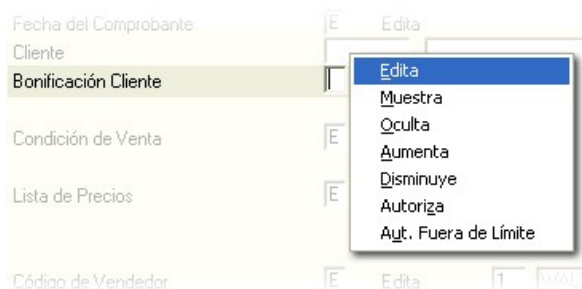 Fecha del Comprobante E Edita
Cliente
Bonificación Cliente
Edita
Muestra
Oculta
Aumenta
Disminuye
Autoriza
Aut. Fuera de Límite
Condición de Venta E
Lista de Precios E
Código de Vendedor E Edita 1